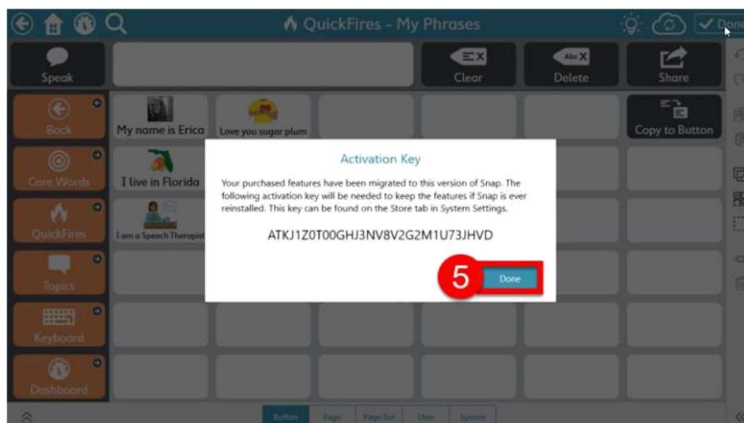 QuickFires - My Phrases
Done
Speak
Clear
Abc X
Delete
Share
Back
My name is Erica
Love you sugar plum
Copy to Button
Core Words
I live in Florida
QuickFires
I am a Speech Therapist
Topics
Keyboard
Dashboard
Activation Key
Your purchased features have been migrated to this version of Snap. The
following activation key will be needed to keep the features if Snap is ever
reinstalled. This key can be found on the Store tab in System Settings.
ATKJ1Z0T00GHJ3NV8V2G2M1U73JHVD
5
Done
Button
Page
Page Set
User
System